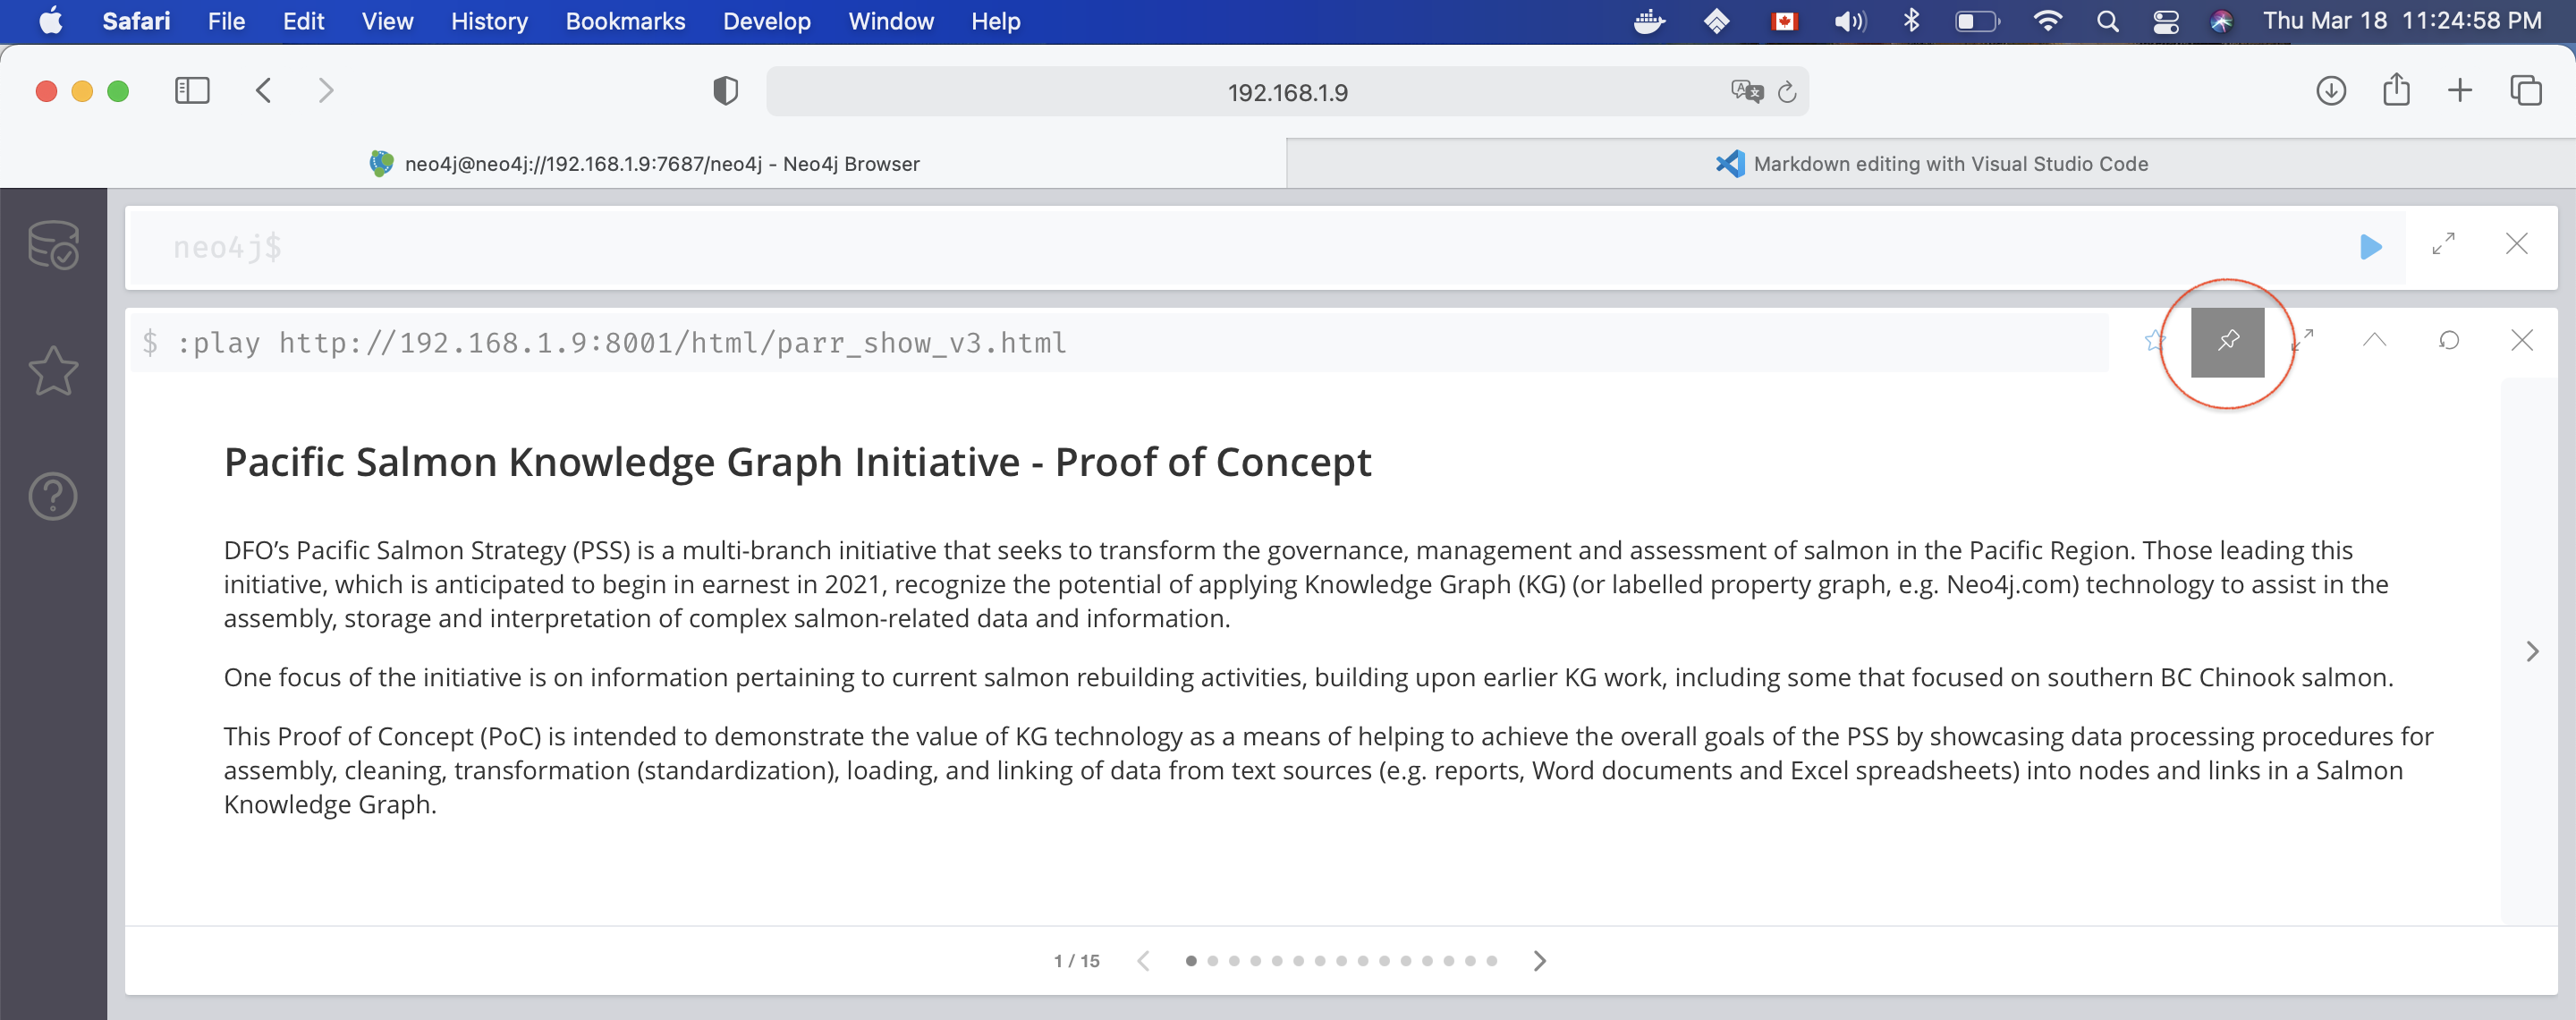 Safari File Edit View History Bookmarks Develop Window Help Thu Mar 18 11:24:58 PM
192.168.1.9
neo4j@neo4j://192.168.1.9:7687/neo4j - Neo4j Browser
Markdown editing with Visual Studio Code
neo4j$
$ :play http://192.168.1.9:8001/html/parr_show_v3.html
Pacific Salmon Knowledge Graph Initiative - Proof of Concept
DFO’s Pacific Salmon Strategy (PSS) is a multi-branch initiative that seeks to transform the governance, management and assessment of salmon in the Pacific Region. Those leading this
initiative, which is anticipated to begin in earnest in 2021, recognize the potential of applying Knowledge Graph (KG) (or labelled property graph, e.g. Neo4j.com) technology to assist in the
assembly, storage and interpretation of complex salmon-related data and information.
One focus of the initiative is on information pertaining to current salmon rebuilding activities, building upon earlier KG work, including some that focused on southern BC Chinook salmon.
This Proof of Concept (PoC) is intended to demonstrate the value of KG technology as a means of helping to achieve the overall goals of the PSS by showcasing data processing procedures for
assembly, cleaning, transformation (standardization), loading, and linking of data from text sources (e.g. reports, Word documents and Excel spreadsheets) into nodes and links in a Salmon
Knowledge Graph.
1 / 15